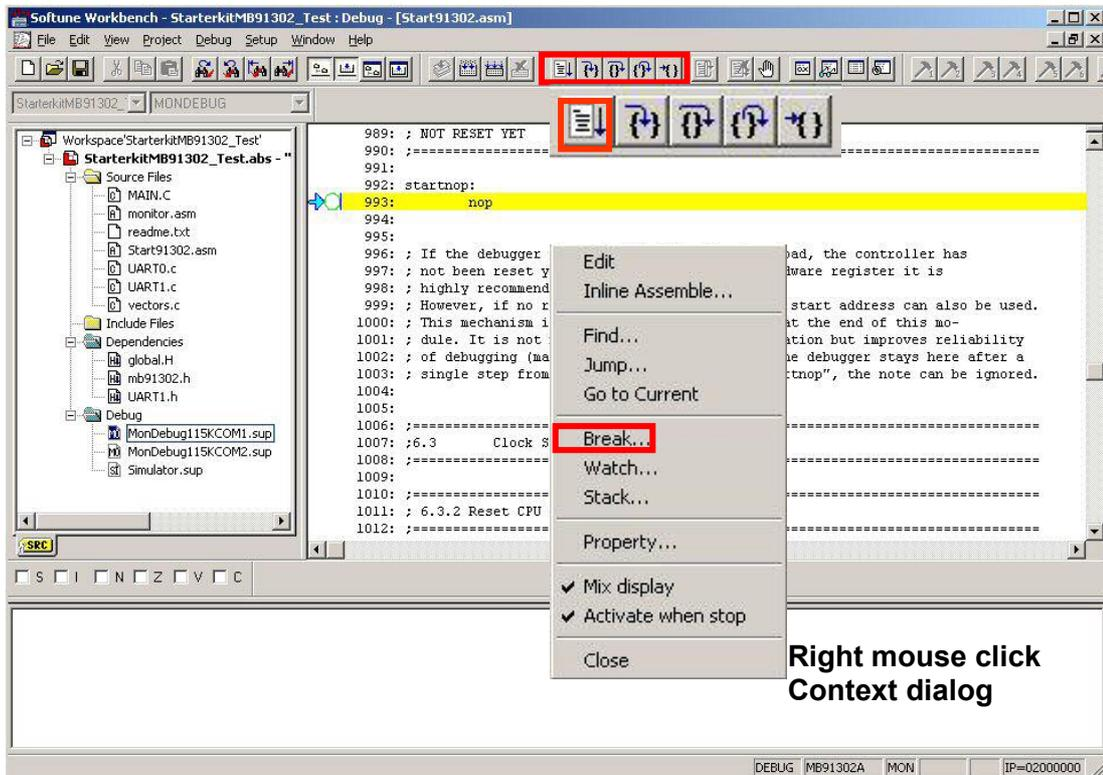 Softune Workbench - StarterkitMB91302_Test : Debug - [Start91302.asm]
File Edit View Project Debug Setup Window Help
StarterkitMB91302_ MONDEBUG
Workspace'StarterkitMB91302_Test'
StarterkitMB91302_Test.abs - "
Source Files
MAIN.C
monitor.asm
readme.txt
Start91302.asm
UART0.c
UART1.c
vectors.c
Include Files
Dependencies
global.H
mb91302.h
UART1.h
Debug
MonDebug115KCOM1.sup
MonDebug115KCOM2.sup
Simulator.sup
SRC
989: ; NOT RESET YET
990: ;====================
991:
992: startnop:
993: nop
994:
995:
996: ; If the debugger oad, the controller has
997: ; not been reset y dware register it is
998: ; highly recommend
999: ; However, if no r start address can also be used.
1000: ; This mechanism i at the end of this mo-
1001: ; dule. It is not ation but improves reliability
1002: ; of debugging (ma he debugger stays here after a
1003: ; single step from tnop", the note can be ignored.
1004:
1005:
1006: ;====================
1007: ;6.3 Clock S
1008: ;====================
1009:
1010: ;====================
1011: ; 6.3.2 Reset CPU
1012: ;====================
Edit
Inline Assemble...
Find...
Jump...
Go to Current
Break...
Watch...
Stack...
Property...
Mix display
Activate when stop
Close
S I N Z V C
Right mouse click
Context dialog
DEBUG MB91302A MON IP=02000000